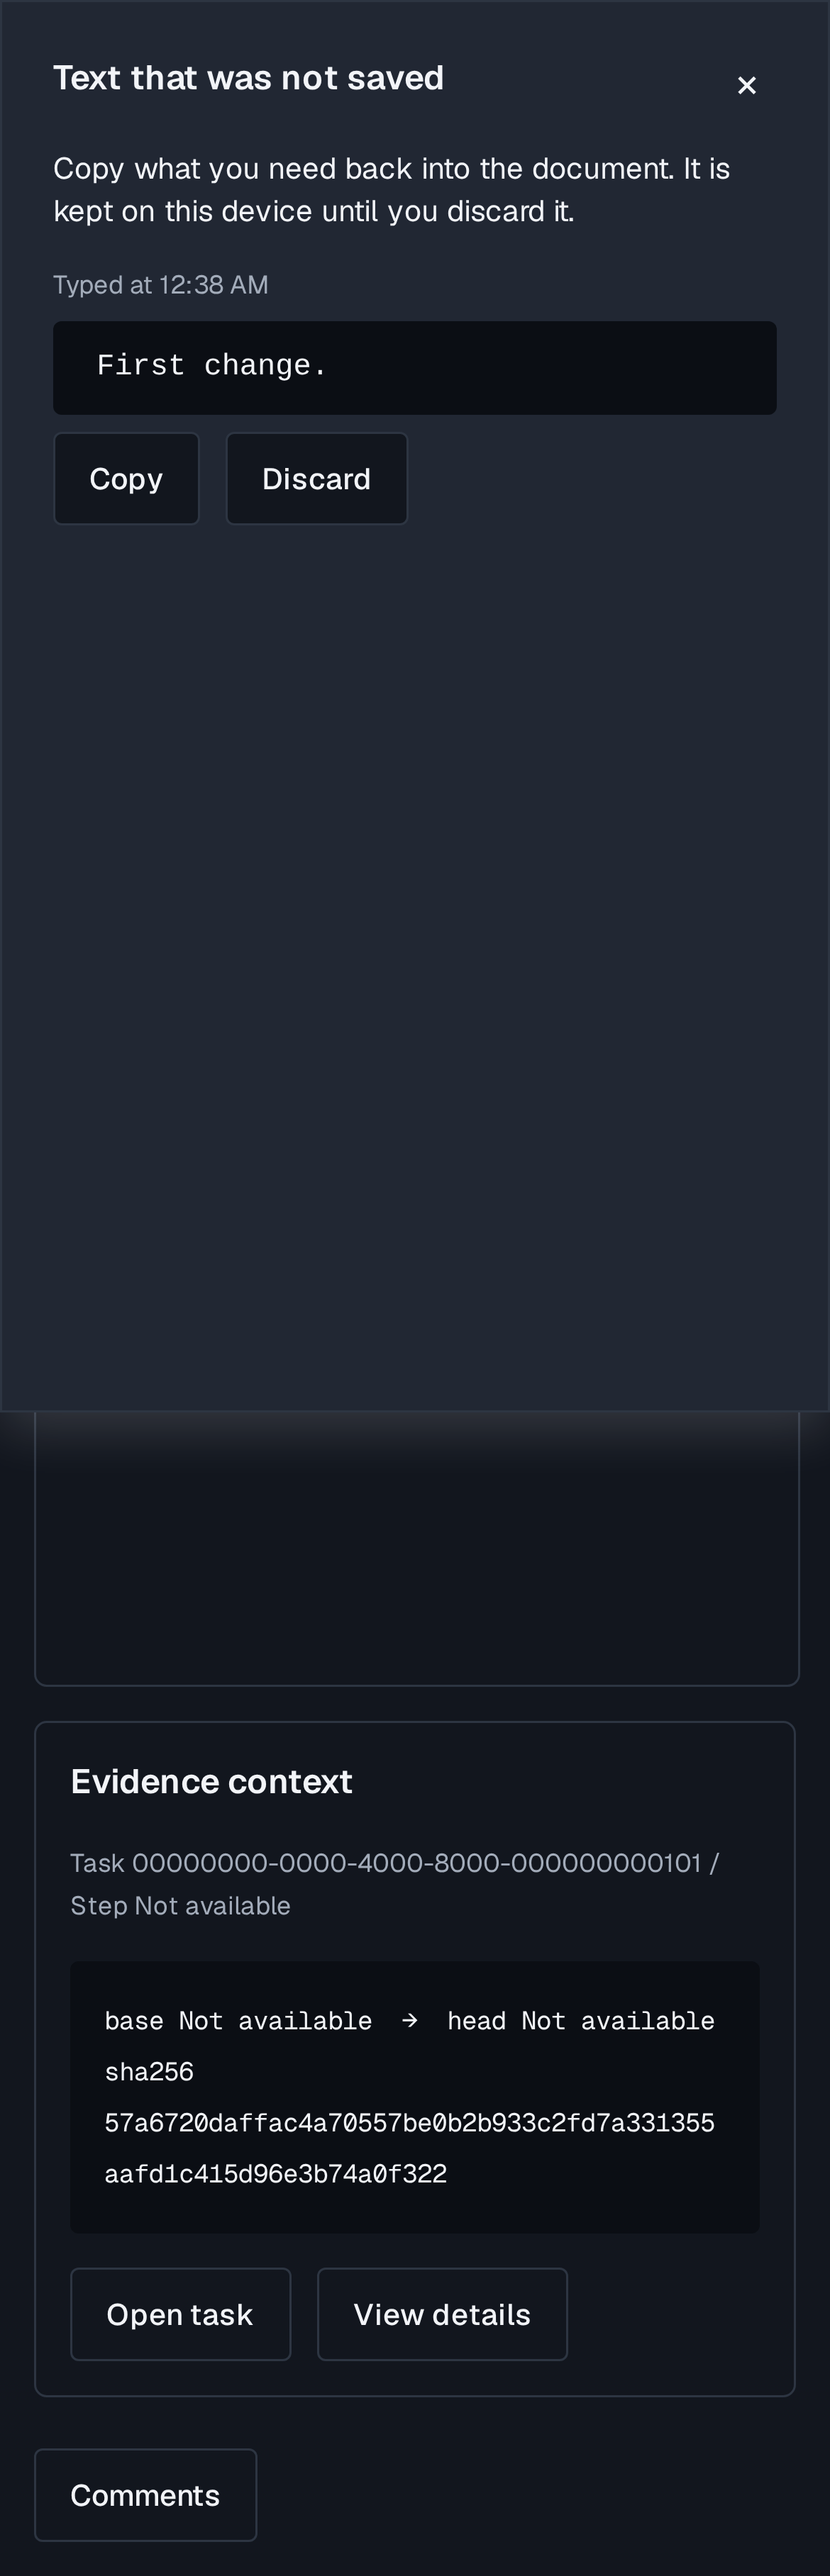 Text that was not saved
×
Copy what you need back into the document. It is
kept on this device until you discard it.
Typed at 12:38 AM
First change.
Copy
Discard
Evidence context
Task 00000000-0000-4000-8000-000000000101 /
Step Not available
base Not available → head Not available
sha256
57a6720daffac4a70557be0b2b933c2fd7a331355
aafd1c415d96e3b74a0f322
Open task
View details
Comments